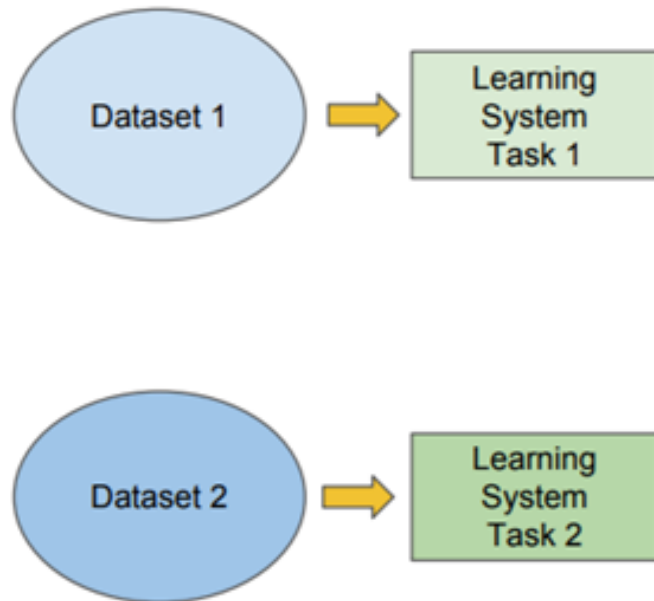 Dataset 1
Learning
System
Task 1
Dataset 2
Learning
System
Task 2